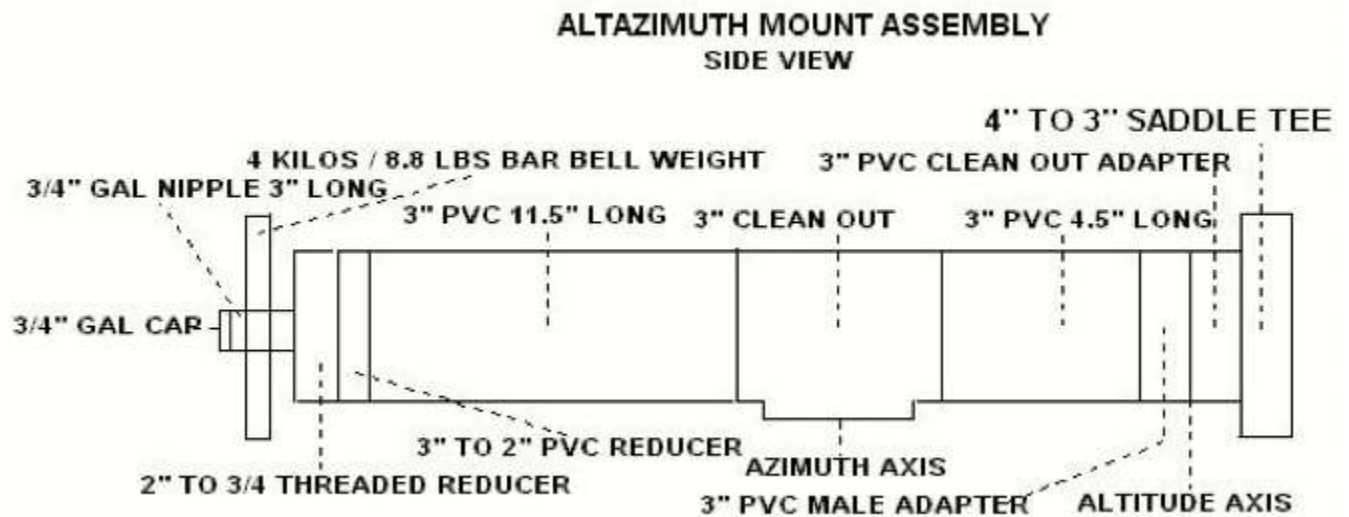 ALTAZIMUTH MOUNT ASSEMBLY
SIDE VIEW
4" TO 3" SADDLE TEE
4 KILOS / 8.8 LBS BAR BELL WEIGHT
3" PVC CLEAN OUT ADAPTER
3/4" GAL NIPPLE 3" LONG
3" PVC 11.5" LONG
3" CLEAN OUT
3" PVC 4.5" LONG
3/4" GAL CAP
3" TO 2" PVC REDUCER
AZIMUTH AXIS
2" TO 3/4 THREADED REDUCER
3" PVC MALE ADAPTER
ALTITUDE AXIS